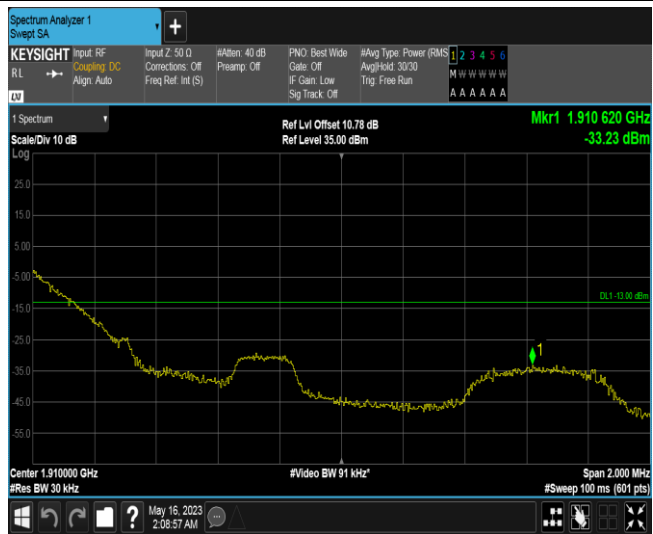 Spectrum Analyzer 1
Swept SA
+
KEYSIGHT
RL
Input: RF
Coupling: DC
Align: Auto
Input Z: 50 Ω
Corrections: Off
Freq Ref: Int (S)
#Atten: 40 dB
Preamp: Off
PNO: Best Wide
Gate: Off
IF Gain: Low
Sig Track: Off
#Avg Type: Power (RMS
Avg|Hold: 30/30
Trig: Free Run
1 2 3 4 5 6
M W W W W W
A A A A A A
LXI
1 Spectrum
Scale/Div 10 dB
Log
Ref Lvl Offset 10.78 dB
Ref Level 35.00 dBm
Mkr1 1.910 620 GHz
-33.23 dBm
25.0
15.0
5.00
-5.00
DL1 -13.00 dBm
-15.0
-25.0
1
-35.0
-45.0
-55.0
Center 1.910000 GHz
#Video BW 91 kHz*
Span 2.000 MHz
#Res BW 30 kHz
#Sweep 100 ms (601 pts)
?
May 16, 2023
2:08:57 AM